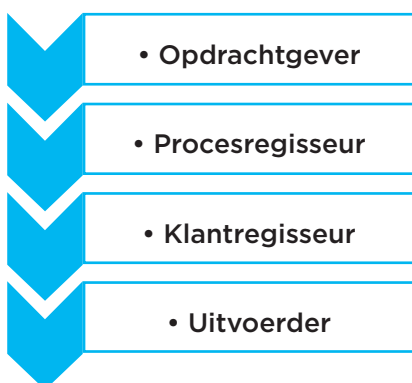 • Opdrachtgever
• Procesregisseur
• Klantregisseur
• Uitvoerder